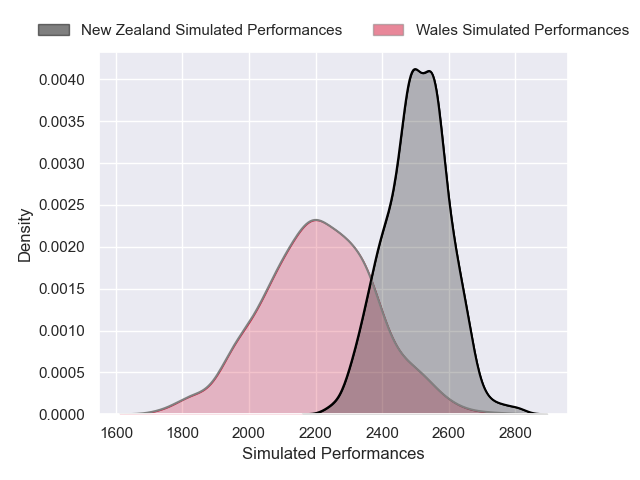 New Zealand Simulated Performances Wales Simulated Performances
0.0040
0.0035
0.0030
0.0025
0.0020
0.0015
0.0010
0.0005
0.0000
Density
1600 1800 2000 2200 2400 2600 2800
Simulated Performances